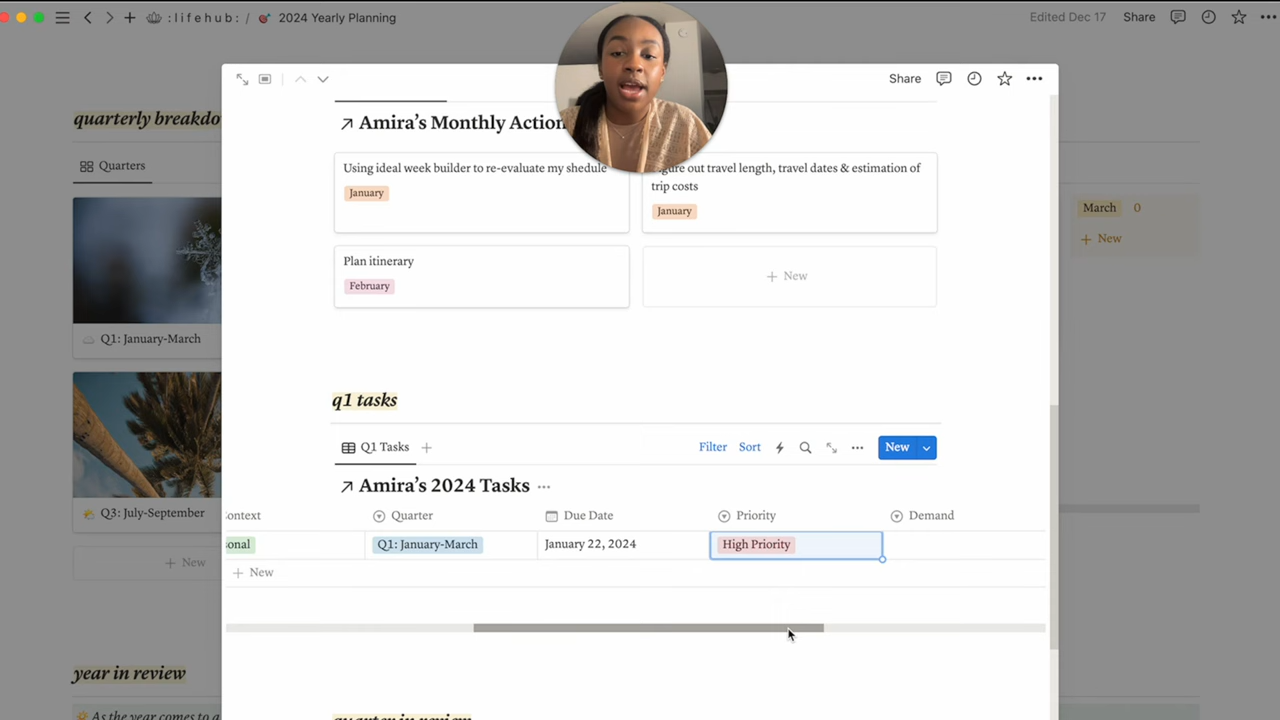 :lifehub: / 2024 Yearly Planning
Edited Dec 17
Share
quarterly breakdo
Quarters
Q1: January-March
Q3: July-September
New
year in review
As the year comes to a
March 0
New
Share
Amira's Monthly Action
Using ideal week builder to re-evaluate my shedule
January
gure out travel length, travel dates & estimation of
trip costs
January
Plan itinerary
February
New
q1 tasks
Q1 Tasks
Filter
Sort
New
Amira's 2024 Tasks
ontext
Quarter
Due Date
Priority
Demand
sonal
Q1: January-March
January 22, 2024
High Priority
New
quarter in review